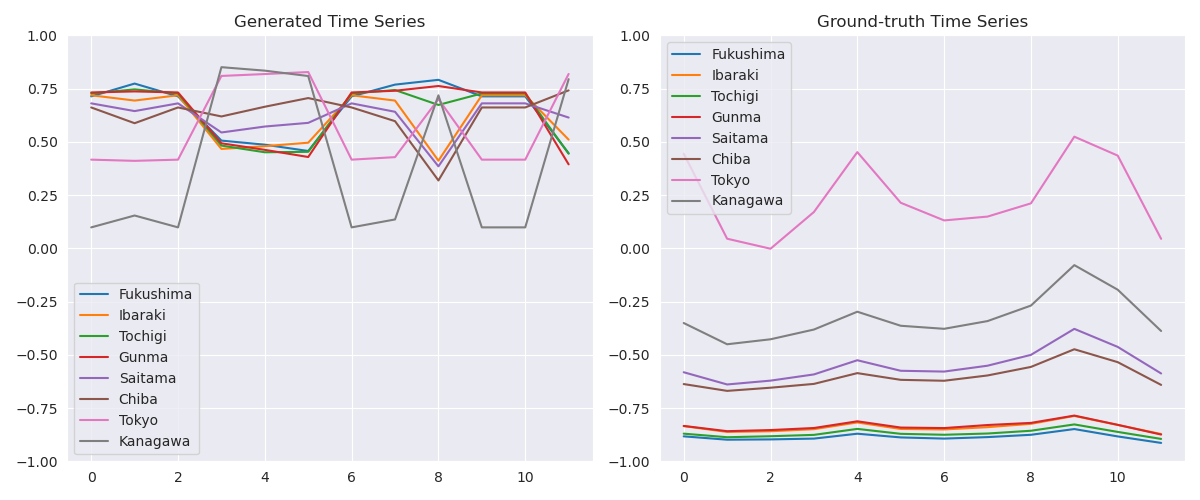 Generated Time Series
1.00
0.75
0.50
0.25
0.00
−0.25
−0.50
−0.75
−1.00
Fukushima
Ibaraki
Tochigi
Gunma
Saitama
Chiba
Tokyo
Kanagawa
0 2 4 6 8 10
Ground-truth Time Series
1.00
0.75
0.50
0.25
0.00
−0.25
−0.50
−0.75
−1.00
Fukushima
Ibaraki
Tochigi
Gunma
Saitama
Chiba
Tokyo
Kanagawa
0 2 4 6 8 10